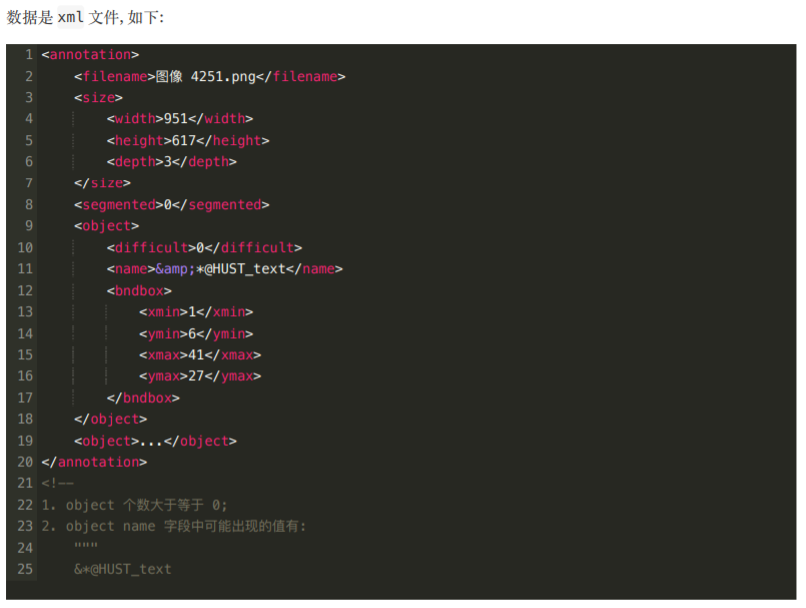 数据是 xml 文件, 如下:
1 <annotation>
2 <filename>图像 4251.png</filename>
3 <size>
4 <width>951</width>
5 <height>617</height>
6 <depth>3</depth>
7 </size>
8 <segmented>0</segmented>
9 <object>
10 <difficult>0</difficult>
11 <name>&amp;*@HUST_text</name>
12 <bndbox>
13 <xmin>1</xmin>
14 <ymin>6</ymin>
15 <xmax>41</xmax>
16 <ymax>27</ymax>
17 </bndbox>
18 </object>
19 <object>...</object>
20 </annotation>
21 <!--
22 1. object 个数大于等于 0;
23 2. object name 字段中可能出现的值有:
24 """
25 &*@HUST_text